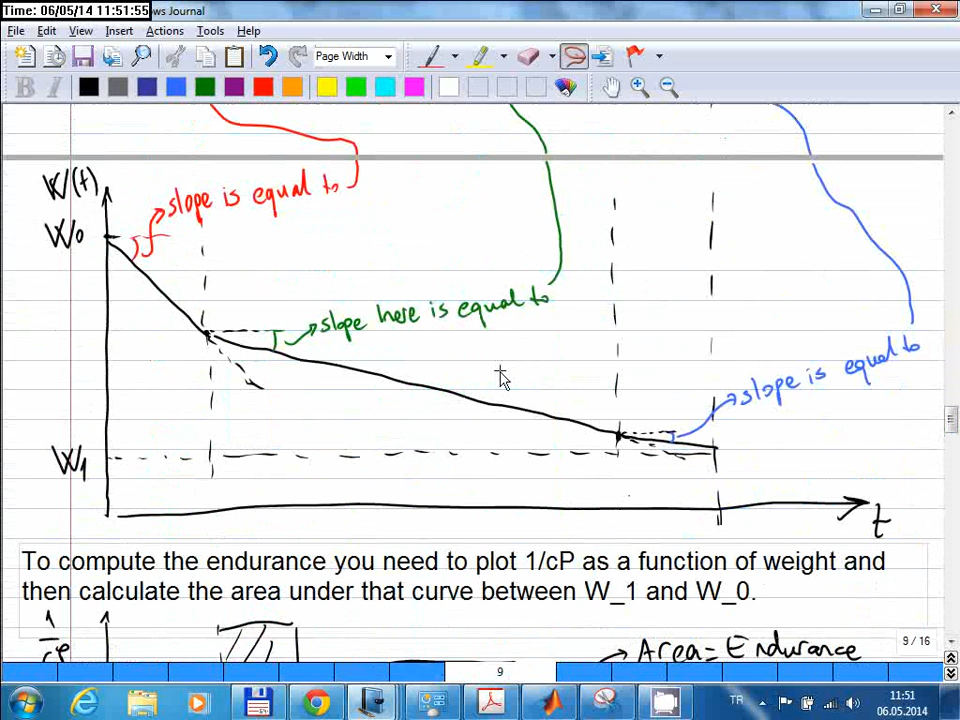 Time: 06/05/14 11:51:55
ws Journal
File Edit View Insert Actions Tools Help
Page Width
B I
W(t)
slope is equal to
W0
slope here is equal to
slope is equal to
W1
t
To compute the endurance you need to plot 1/cP as a function of weight and
then calculate the area under that curve between W_1 and W_0.
1
cP
→ Area = Endurance
9 / 16
9
TR
11:51
06.05.2014